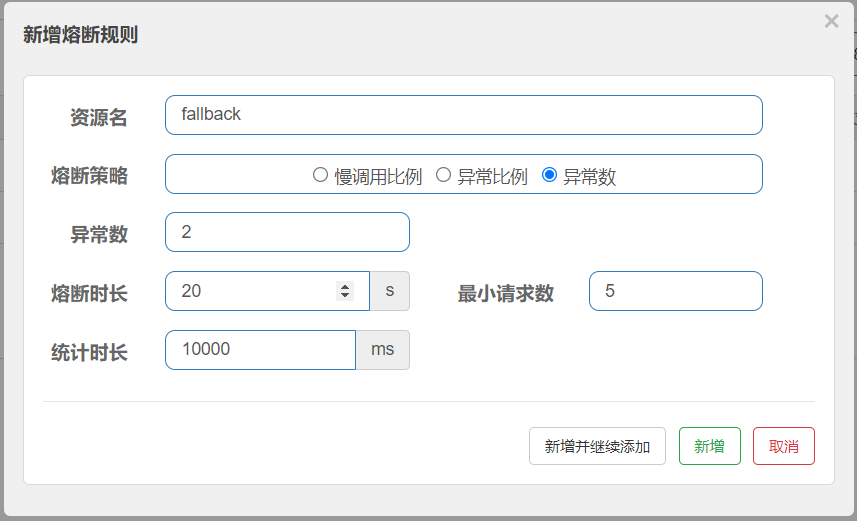 新增熔断规则 ×
资源名 fallback
熔断策略 慢调用比例 异常比例 异常数
异常数 2
熔断时长 20 s 最小请求数 5
统计时长 10000 ms
新增并继续添加 新增 取消